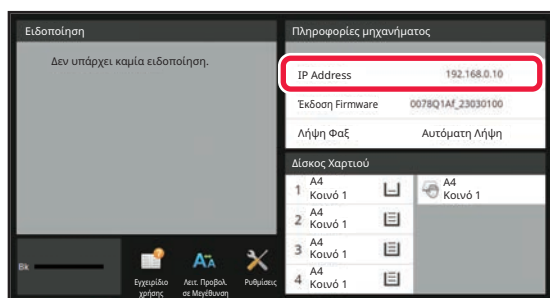 Ειδοποίηση
Δεν υπάρχει καμία ειδοποίηση.
Πληροφορίες μηχανήματος
IP Address 192.168.0.10
Έκδοση Firmware 0078Q1Af_23030100
Λήψη Φαξ Αυτόματη Λήψη
Δίσκος Χαρτιού
1 A4
Κοινό 1
A4
Κοινό 1
2 A4
Κοινό 1
3 A4
Κοινό 1
4 A4
Κοινό 1
Bk
Εγχειρίδιο
χρήσης
Λειτ. Προβολ.
σε Μεγέθυνση
Ρυθμίσεις